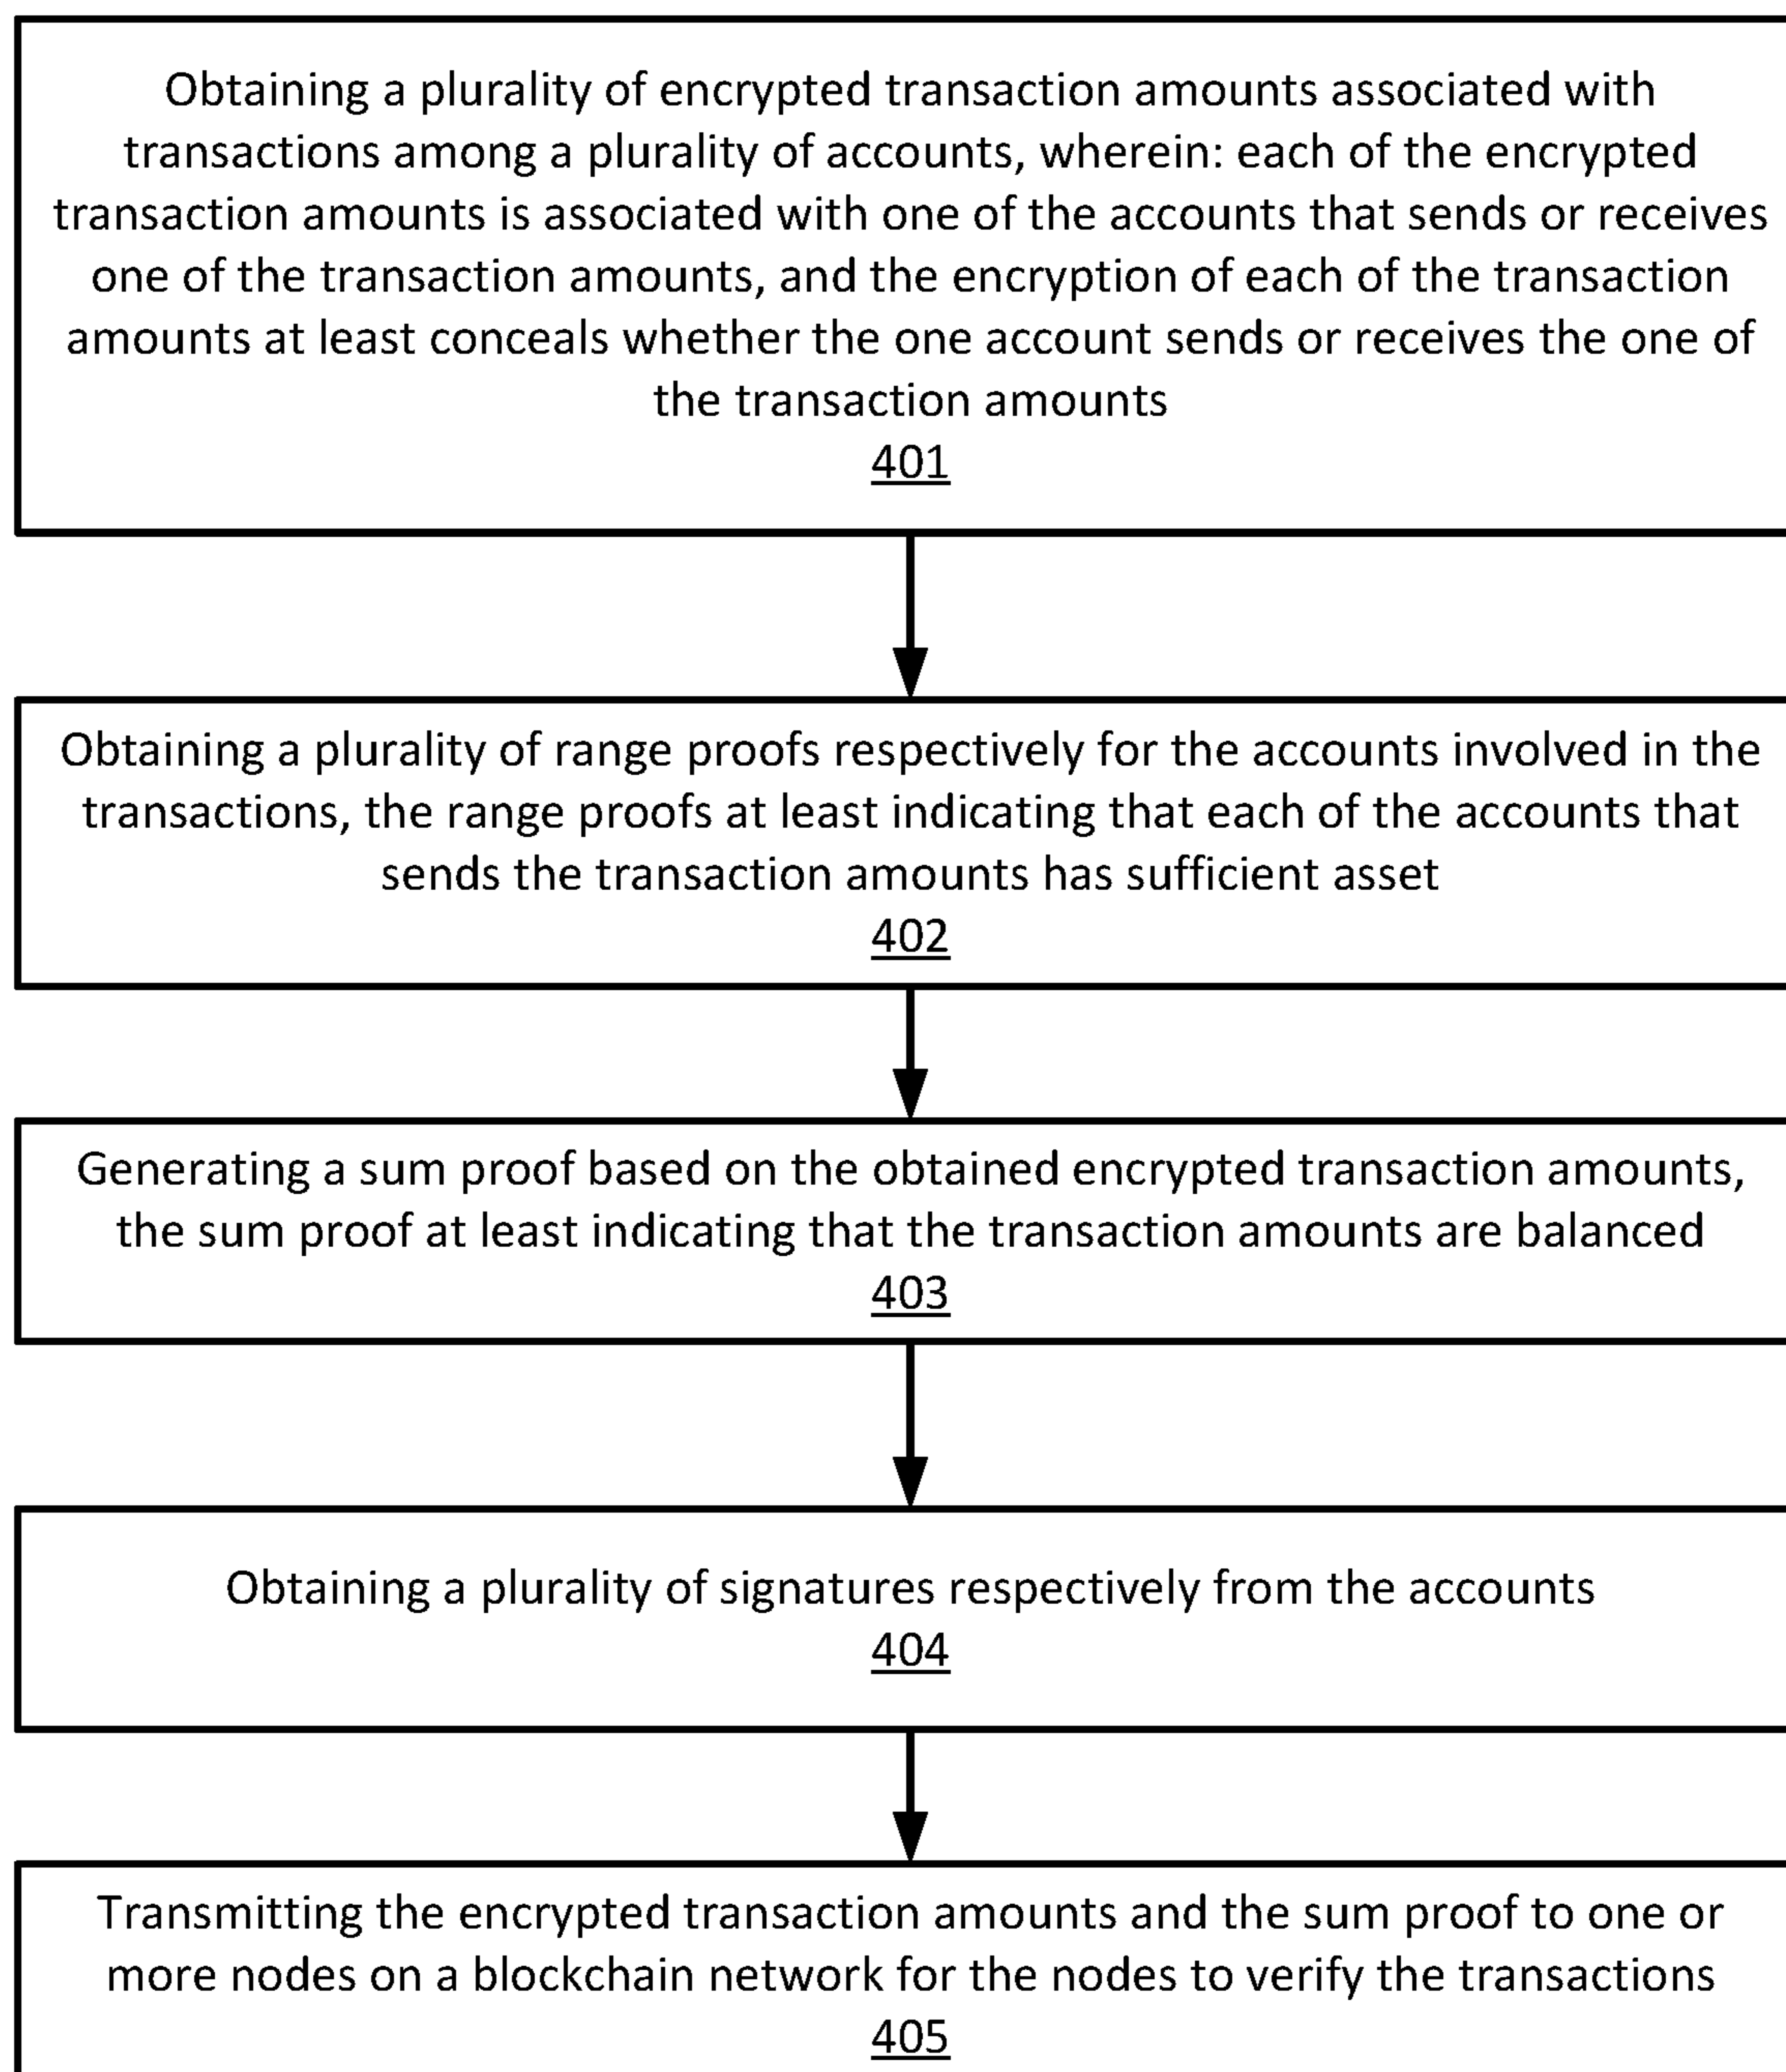 Obtaining a plurality of encrypted transaction amounts associated with
transactions among a plurality of accounts, wherein: each of the encrypted
transaction amounts is associated with one of the accounts that sends or receives
one of the transaction amounts, and the encryption of each of the transaction
amounts at least conceals whether the one account sends or receives the one of
the transaction amounts
401
Obtaining a plurality of range proofs respectively for the accounts involved in the
transactions, the range proofs at least indicating that each of the accounts that
sends the transaction amounts has sufficient asset
402
Generating a sum proof based on the obtained encrypted transaction amounts,
the sum proof at least indicating that the transaction amounts are balanced
403
Obtaining a plurality of signatures respectively from the accounts
404
Transmitting the encrypted transaction amounts and the sum proof to one or
more nodes on a blockchain network for the nodes to verify the transactions
405